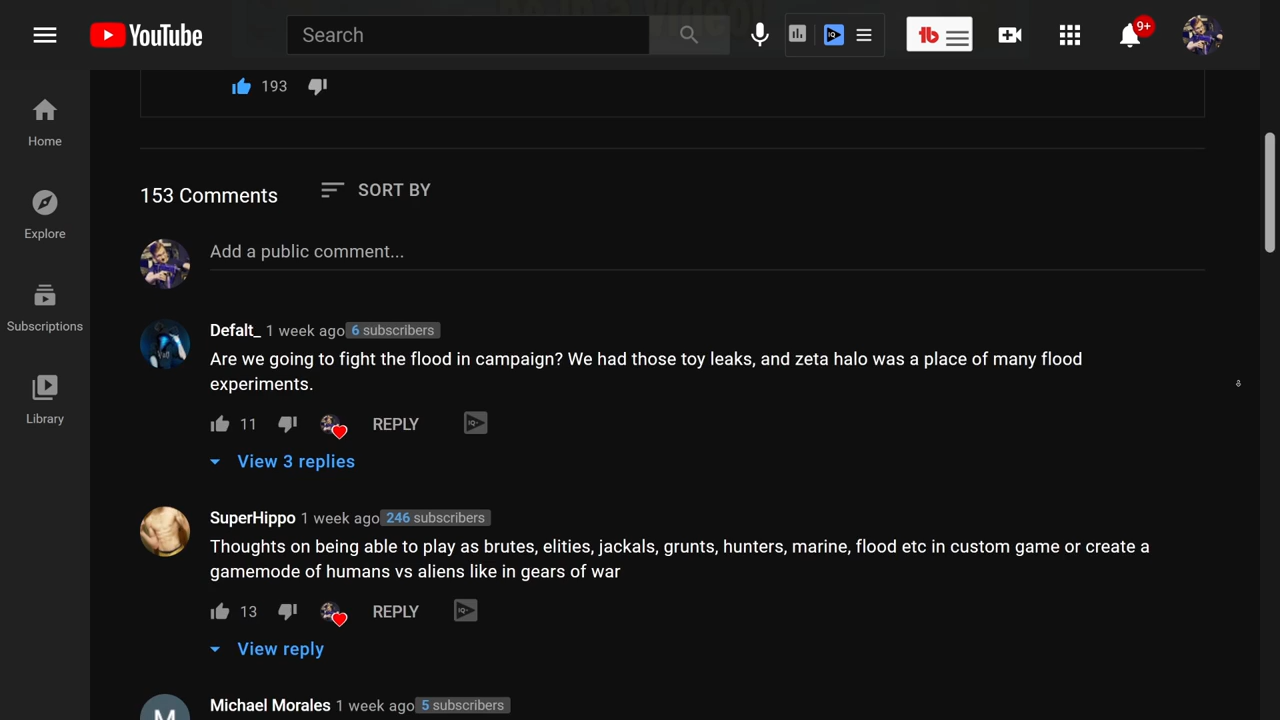 YouTube
Search
IQ
tb
9+
193
Home
153 Comments
SORT BY
Explore
Add a public comment...
Subscriptions
Defalt_ 1 week ago 6 subscribers
Are we going to fight the flood in campaign? We had those toy leaks, and zeta halo was a place of many flood
experiments.
Library
11
REPLY
IQ
View 3 replies
SuperHippo 1 week ago 246 subscribers
Thoughts on being able to play as brutes, elities, jackals, grunts, hunters, marine, flood etc in custom game or create a
gamemode of humans vs aliens like in gears of war
13
REPLY
IQ
View reply
Michael Morales 1 week ago 5 subscribers
M